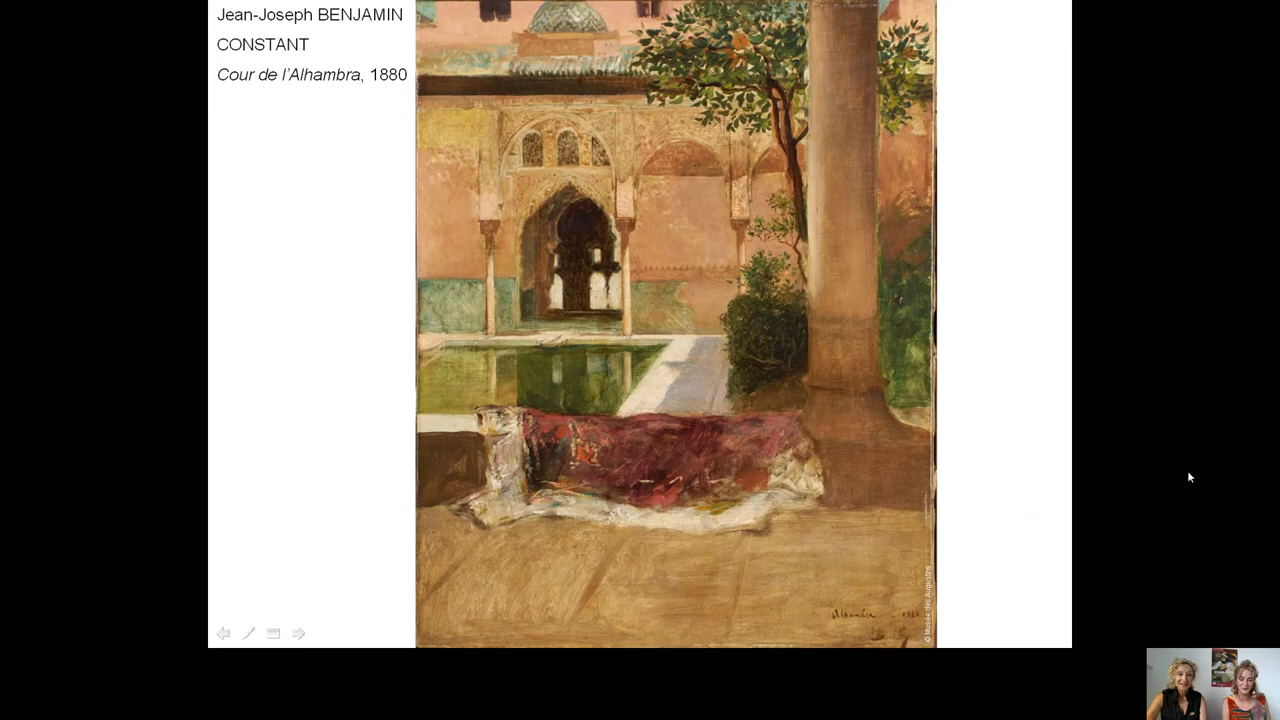 Jean-Joseph BENJAMIN
CONSTANT
Cour de l'Alhambra, 1880
Alhambra
© Musée des Augustins